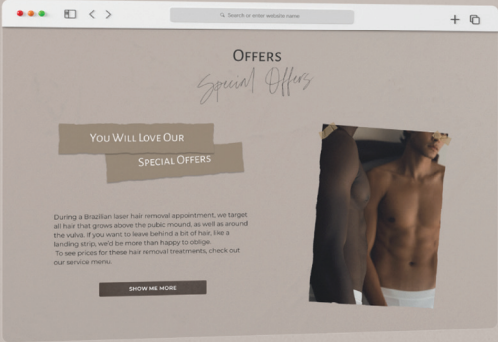 Search or enter website name
OFFERS
Special Offers
YOU WILL LOVE OUR
SPECIAL OFFERS
During a Brazilian laser hair removal appointment, we target
all hair that grows above the pubic mound, as well as around
the vulva. If you want to leave behind a bit of hair, like a
landing strip, we'd be more than happy to oblige.
To see prices for these hair removal treatments, check out
our service menu.
SHOW ME MORE